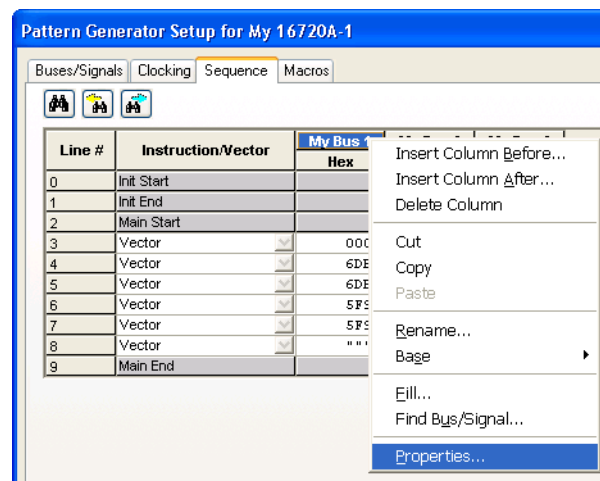 Pattern Generator Setup for My 16720A-1
Buses/Signals Clocking Sequence Macros
Line # Instruction/Vector My Bus 1
Hex
0 Init Start
1 Init End
2 Main Start
3 Vector 000
4 Vector 6DE
5 Vector
6 Vector
7 Vector
8 Vector
9 Main End
Insert Column Before...
Insert Column After...
Delete Column
Cut
Copy
Paste
Rename...
Base
Fill...
Find Bus/Signal...
Properties...